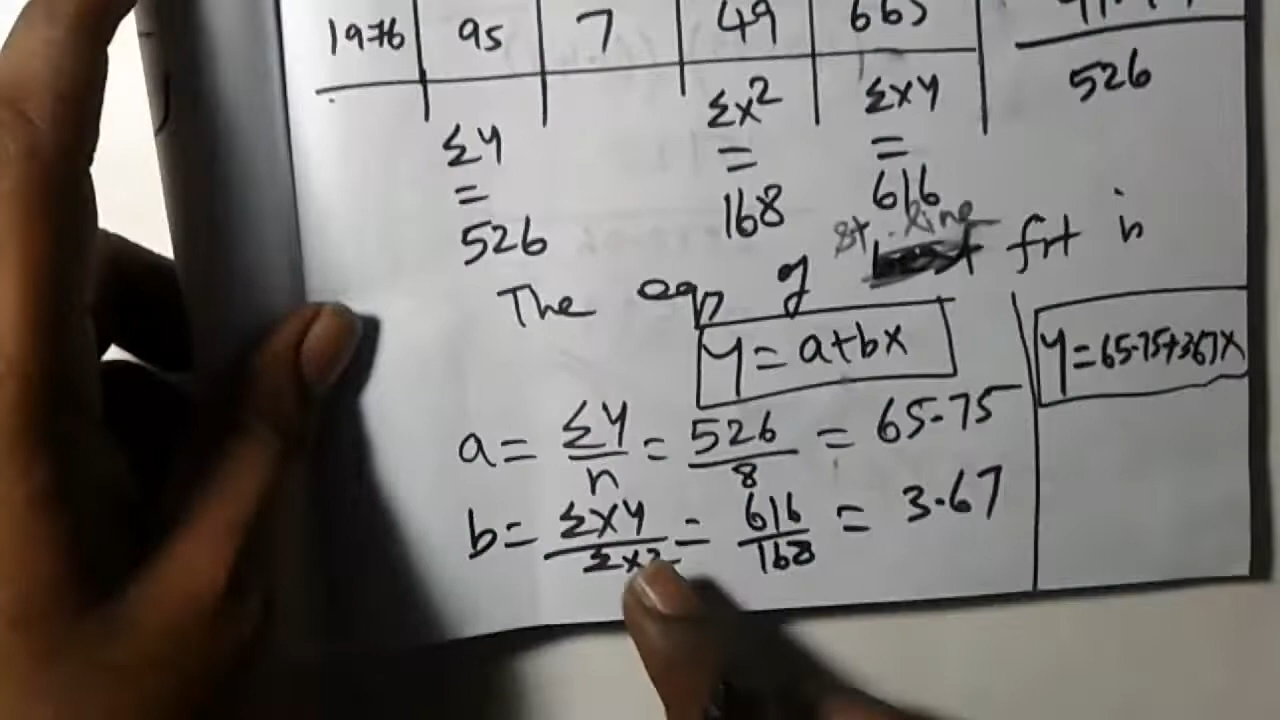 1976 95 7 49 665
526
ΣY = 526
ΣX² = 168
ΣXY = 616
The eqn of st. line fit is
Y = a+bx
Y=65.75+3.67X
a = ΣY/n = 526/8 = 65.75
b = ΣXY/ΣX² = 616/168 = 3.67